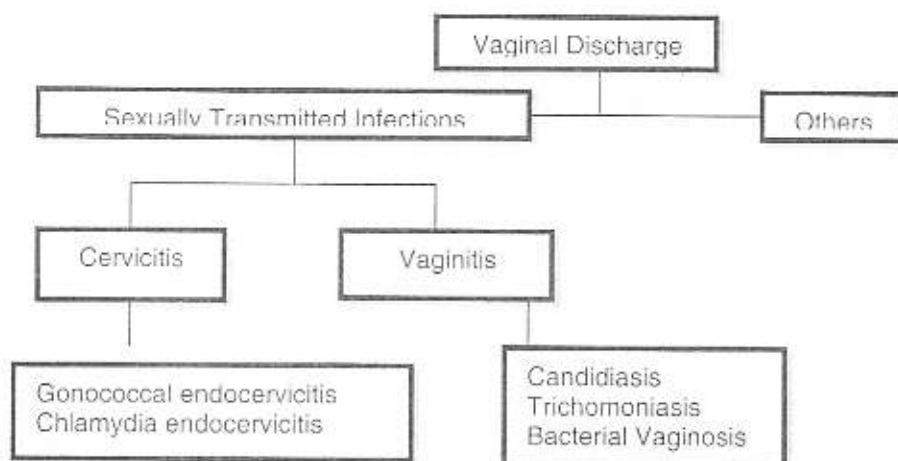 Vaginal Discharge
Sexually Transmitted Infections
Others
Cervicitis
Vaginitis
Gonococcal endocervicitis
Chlamydia endocervicitis
Candidiasis
Trichomoniasis
Bacterial Vaginosis